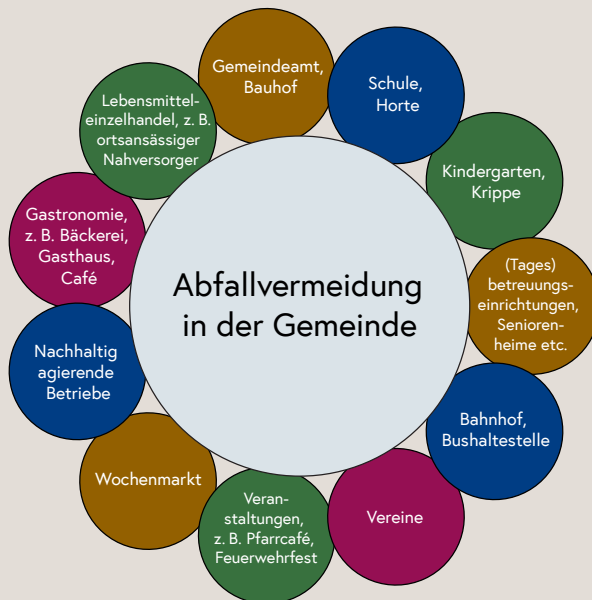 Abfallvermeidung
in der Gemeinde
Gemeindeamt,
Bauhof
Schule,
Horte
Kindergarten,
Krippe
(Tages)
betreuungs-
einrichtungen,
Senioren-
heime etc.
Bahnhof,
Bushaltestelle
Vereine
Veran-
staltungen,
z. B. Pfarrcafé,
Feuerwehrfest
Wochenmarkt
Nachhaltig
agierende
Betriebe
Gastronomie,
z. B. Bäckerei,
Gasthaus,
Café
Lebensmittel-
einzelhandel, z. B.
ortsansässiger
Nahversorger